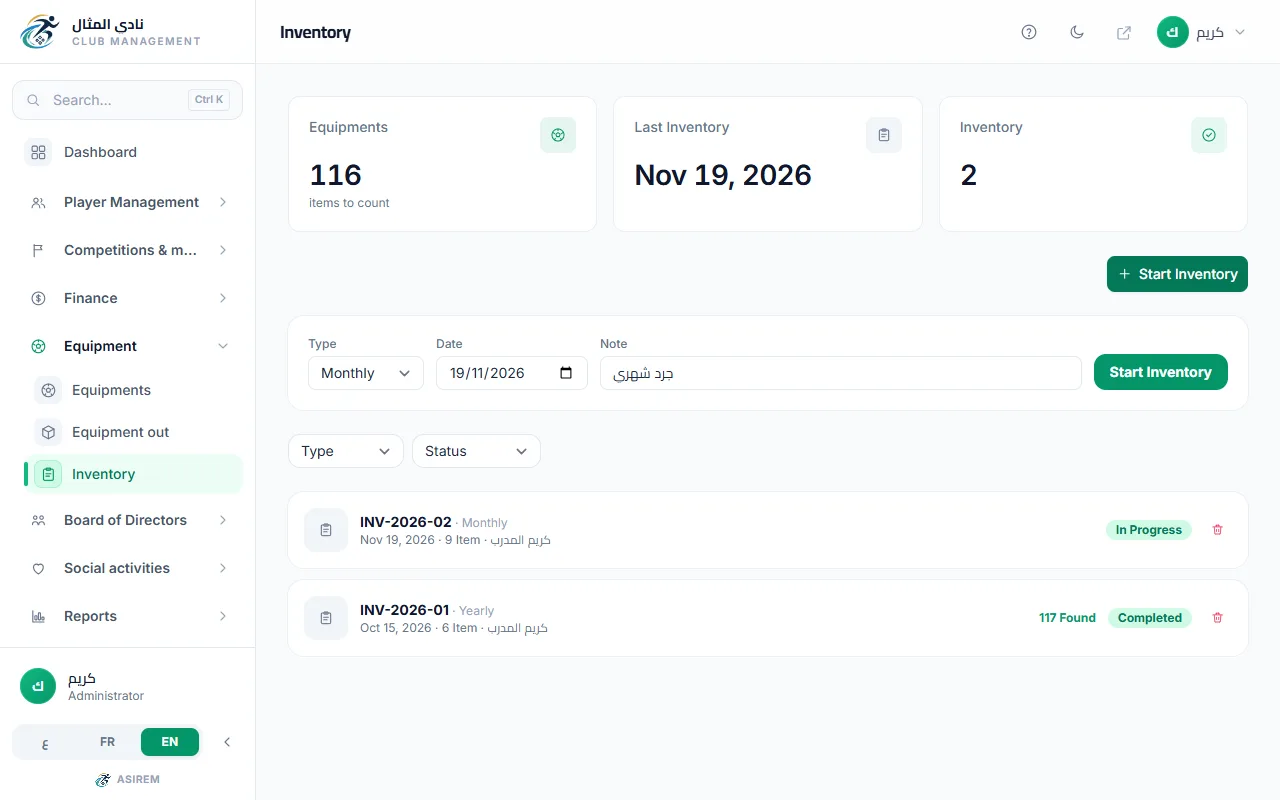 نادي المثال
CLUB MANAGEMENT
Search...
Ctrl K
Dashboard
Player Management
Competitions & m...
Finance
Equipment
Equipments
Equipment out
Inventory
Board of Directors
Social activities
Reports
ك
كريم
Administrator
ع
FR
EN
ASIREM
Inventory
ك
كريم
Equipments
116
items to count
Last Inventory
Nov 19, 2026
Inventory
2
Start Inventory
Type
Date
Note
Monthly
19/11/2026
جرد شهري
Start Inventory
Type
Status
INV-2026-02 · Monthly
Nov 19, 2026 · 9 Item · كريم المدرب
In Progress
INV-2026-01 · Yearly
Oct 15, 2026 · 6 Item · كريم المدرب
117 Found
Completed